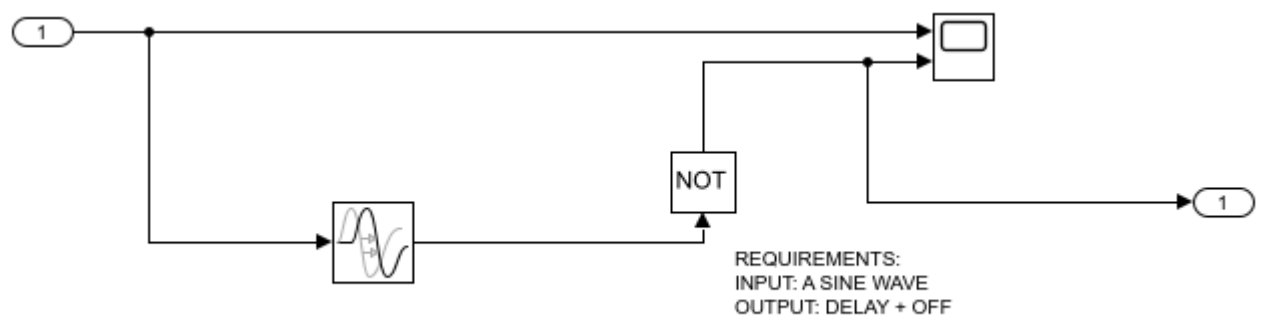 1
NOT
1
REQUIREMENTS:
INPUT: A SINE WAVE
OUTPUT: DELAY + OFF